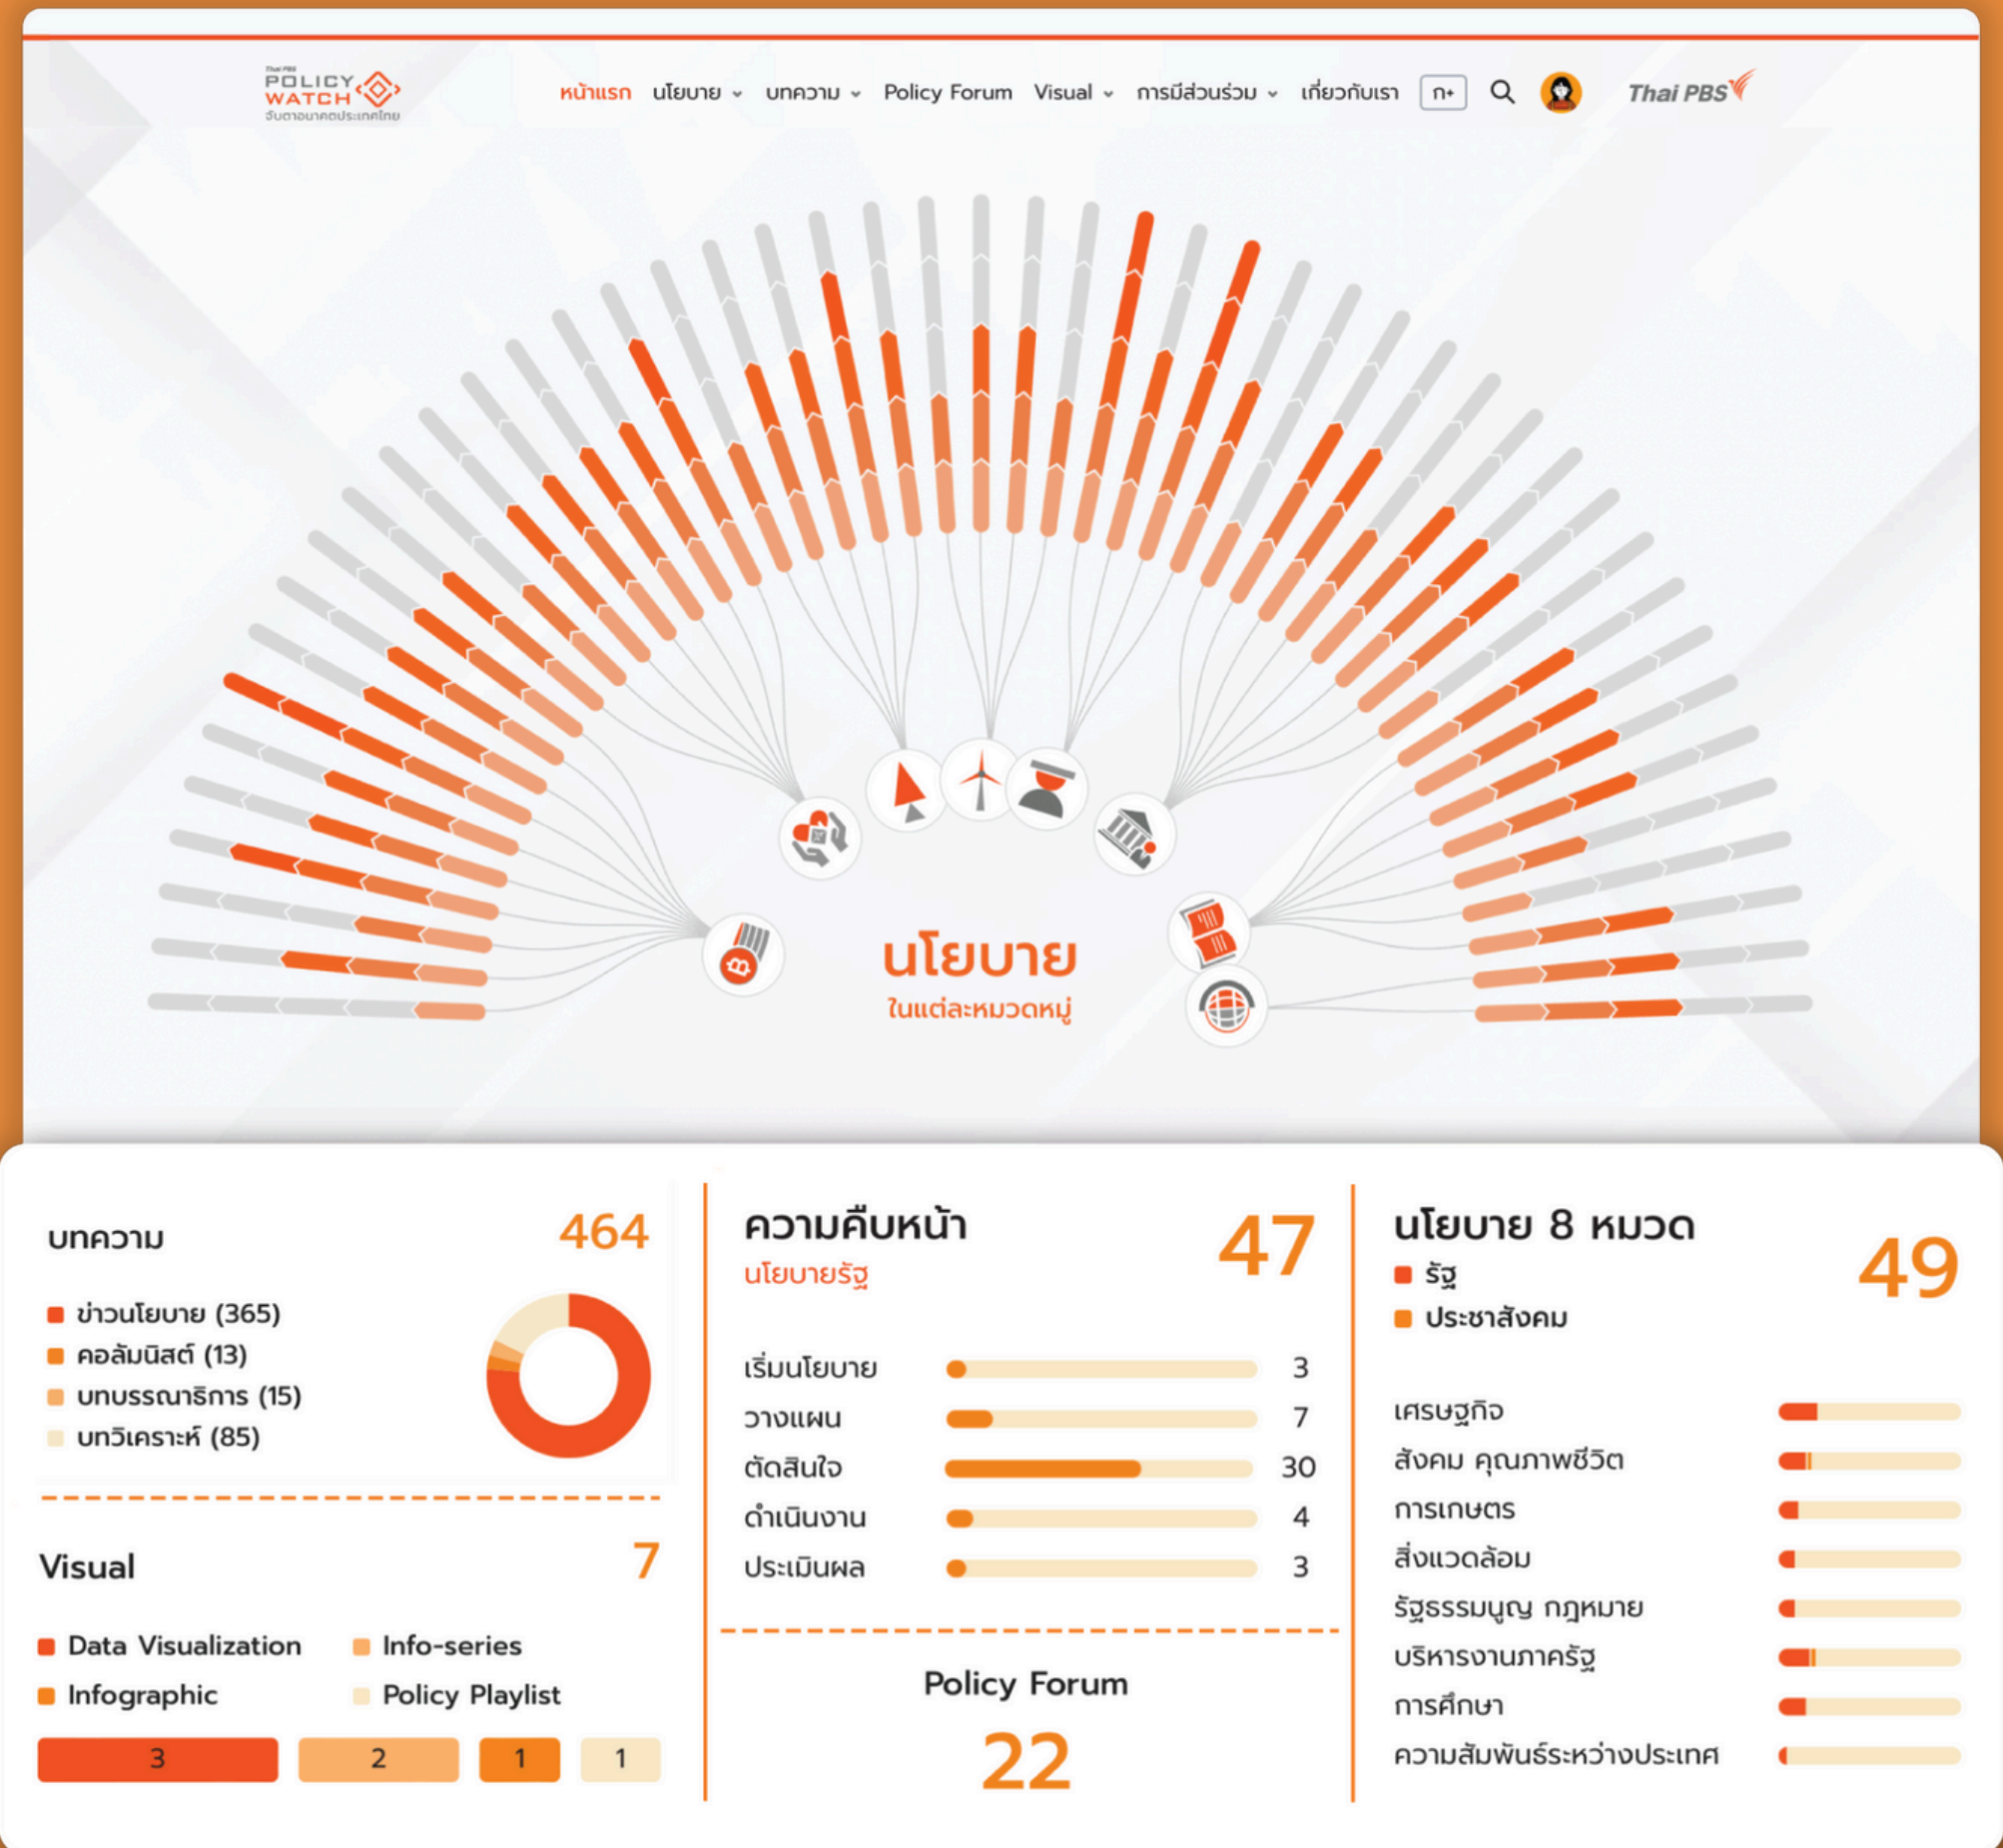 Thai PBS
POLICY
WATCH
จับตาอนาคตประเทศไทย
หน้าแรก นโยบาย บทความ Policy Forum Visual การมีส่วนร่วม เกี่ยวกับเรา ก+
Thai PBS
นโยบาย
ในแต่ละหมวดหมู่
บทความ 464
ข่าวนโยบาย (365)
คอลัมนิสต์ (13)
บทบรรณาธิการ (15)
บทวิเคราะห์ (85)
Visual 7
Data Visualization Info-series
Infographic Policy Playlist
3 2 1 1
ความคืบหน้า 47
นโยบายรัฐ
เริ่มนโยบาย 3
วางแผน 7
ตัดสินใจ 30
ดำเนินงาน 4
ประเมินผล 3
Policy Forum
22
นโยบาย 8 หมวด 49
รัฐ
ประชาสังคม
เศรษฐกิจ
สังคม คุณภาพชีวิต
การเกษตร
สิ่งแวดล้อม
รัฐธรรมนูญ กฎหมาย
บริหารงานภาครัฐ
การศึกษา
ความสัมพันธ์ระหว่างประเทศ